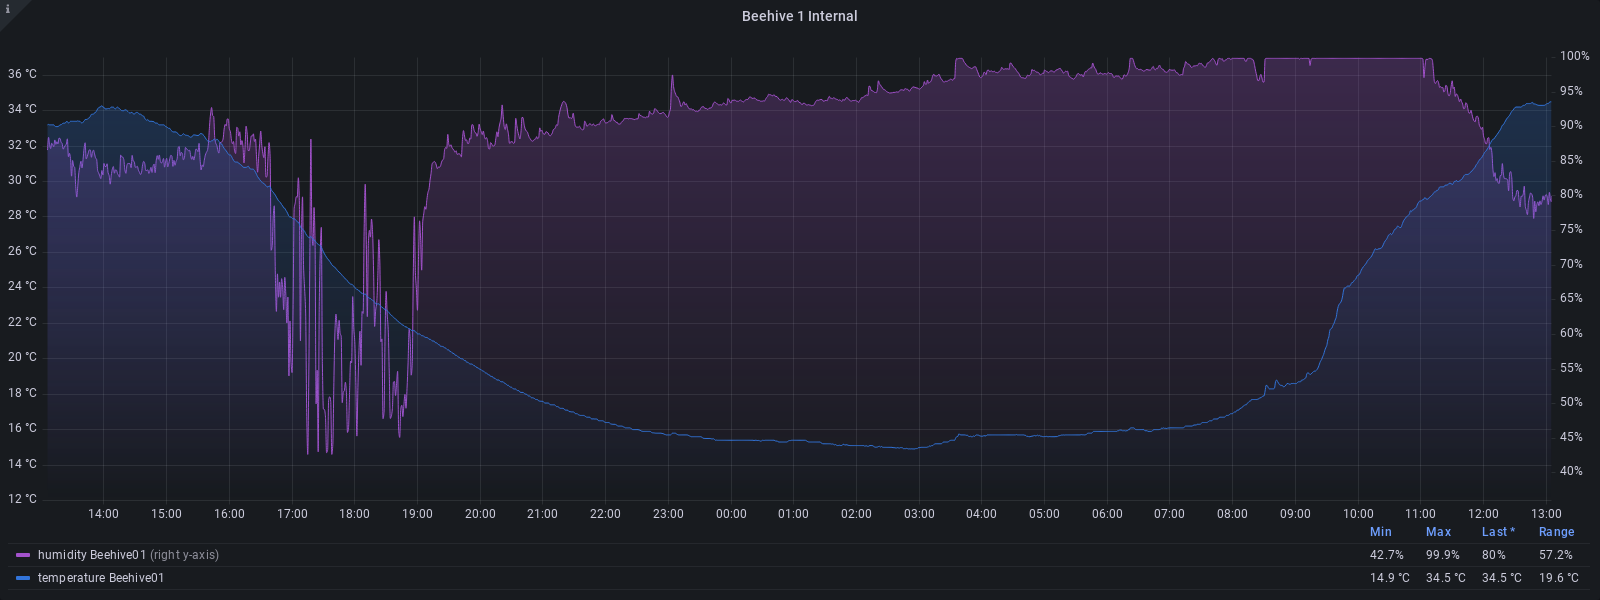 i
Beehive 1 Internal
36 °C
34 °C
32 °C
30 °C
28 °C
26 °C
24 °C
22 °C
20 °C
18 °C
16 °C
14 °C
12 °C
100%
95%
90%
85%
80%
75%
70%
65%
60%
55%
50%
45%
40%
14:00 15:00 16:00 17:00 18:00 19:00 20:00 21:00 22:00 23:00 00:00 01:00 02:00 03:00 04:00 05:00 06:00 07:00 08:00 09:00 10:00 11:00 12:00 13:00
Min Max Last * Range
humidity Beehive01 (right y-axis) 42.7% 99.9% 80% 57.2%
temperature Beehive01 14.9 °C 34.5 °C 34.5 °C 19.6 °C